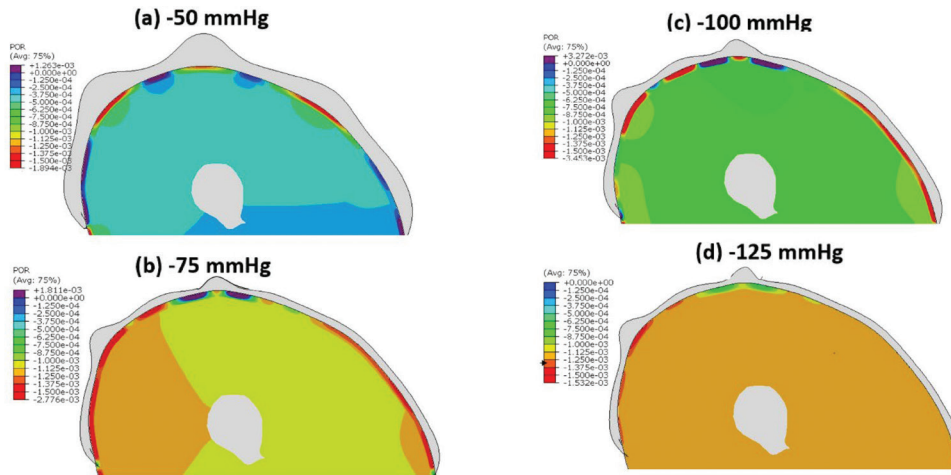 (a) -50 mmHg
POR
(Avg: 75%)
+1.263e-03
+0.000e+00
-1.250e-04
-2.500e-04
-3.750e-04
-5.000e-04
-6.250e-04
-7.500e-04
-8.750e-04
-1.000e-03
-1.125e-03
-1.250e-03
-1.375e-03
-1.500e-03
-1.894e-03
(c) -100 mmHg
POR
(Avg: 75%)
+3.272e-03
+0.000e+00
-1.250e-04
-2.500e-04
-3.750e-04
-5.000e-04
-6.250e-04
-7.500e-04
-8.750e-04
-1.000e-03
-1.125e-03
-1.250e-03
-1.375e-03
-1.500e-03
-3.453e-03
(b) -75 mmHg
POR
(Avg: 75%)
+1.811e-03
+0.000e+00
-1.250e-04
-2.500e-04
-3.750e-04
-5.000e-04
-6.250e-04
-7.500e-04
-8.750e-04
-1.000e-03
-1.125e-03
-1.250e-03
-1.375e-03
-1.500e-03
-2.776e-03
(d) -125 mmHg
POR
(Avg: 75%)
+0.000e+00
-1.250e-04
-2.500e-04
-3.750e-04
-5.000e-04
-6.250e-04
-7.500e-04
-8.750e-04
-1.000e-03
-1.125e-03
-1.250e-03
-1.375e-03
-1.500e-03
-1.532e-03